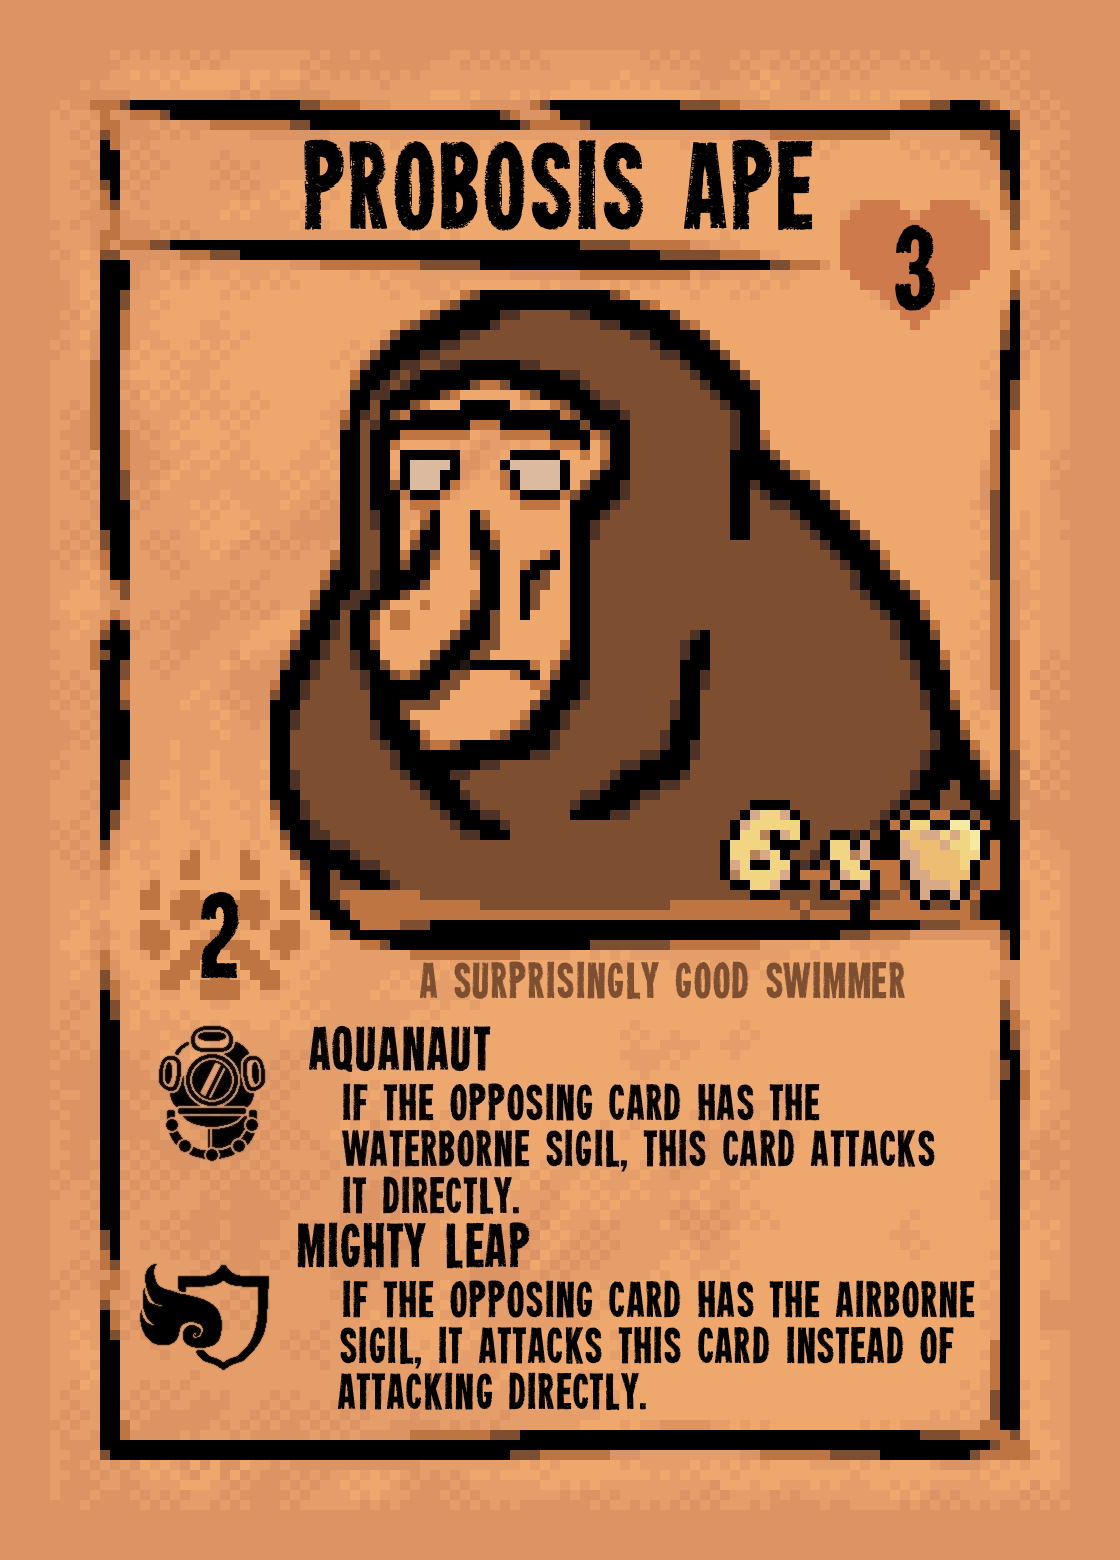 PROBOSIS APE
3
6 x
2
A SURPRISINGLY GOOD SWIMMER
AQUANAUT
IF THE OPPOSING CARD HAS THE
WATERBORNE SIGIL, THIS CARD ATTACKS
IT DIRECTLY.
MIGHTY LEAP
IF THE OPPOSING CARD HAS THE AIRBORNE
SIGIL, IT ATTACKS THIS CARD INSTEAD OF
ATTACKING DIRECTLY.